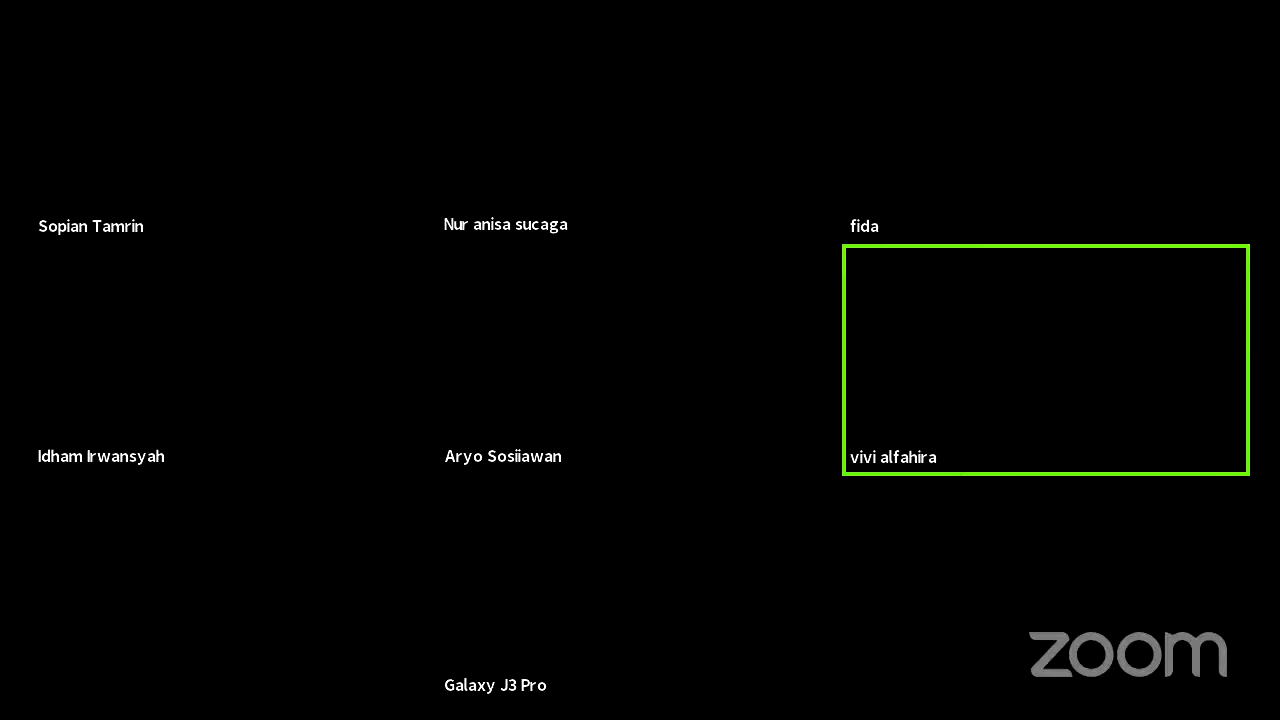 Sopian Tamrin
Nur anisa sucaga
fida
Idham Irwansyah
Aryo Sosiiawan
vivi alfahira
Galaxy J3 Pro
zoom